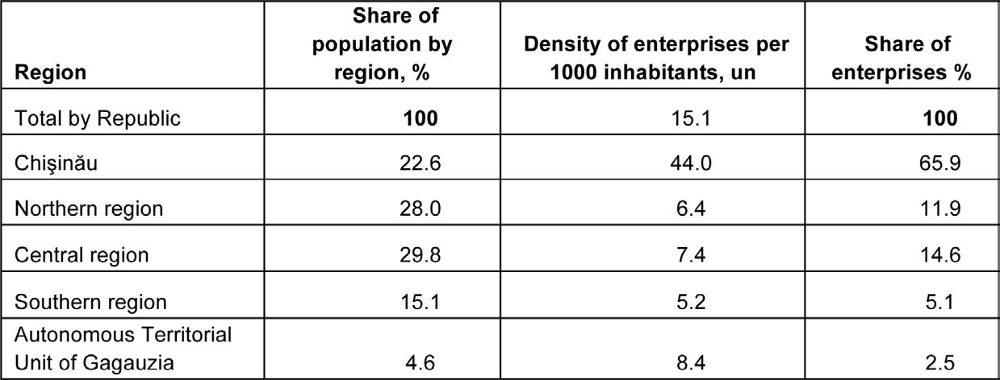 Region
Share of
population by
region, %
Density of enterprises per
1000 inhabitants, un
Share of
enterprises %
Total by Republic 100 15.1 100
Chişinău 22.6 44.0 65.9
Northern region 28.0 6.4 11.9
Central region 29.8 7.4 14.6
Southern region 15.1 5.2 5.1
Autonomous Territorial
Unit of Gagauzia 4.6 8.4 2.5